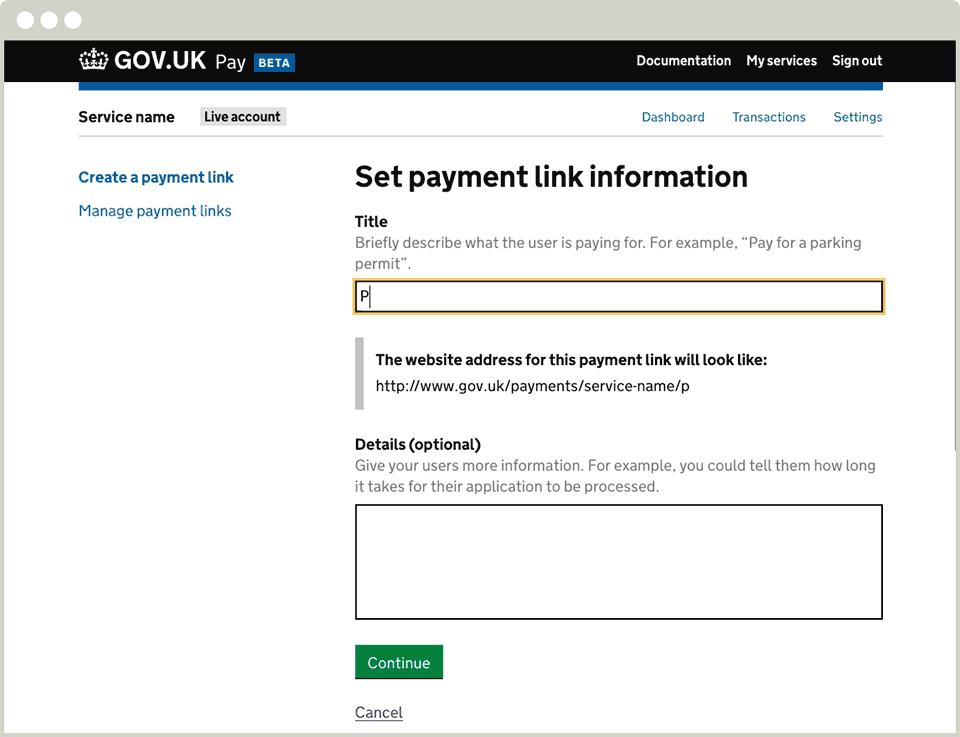 GOV.UK Pay BETA
Documentation My services Sign out
Service name Live account
Dashboard Transactions Settings
Create a payment link
Manage payment links
Set payment link information
Title
Briefly describe what the user is paying for. For example, “Pay for a parking
permit”.
P
The website address for this payment link will look like:
http://www.gov.uk/payments/service-name/p
Details (optional)
Give your users more information. For example, you could tell them how long
it takes for their application to be processed.
Continue
Cancel